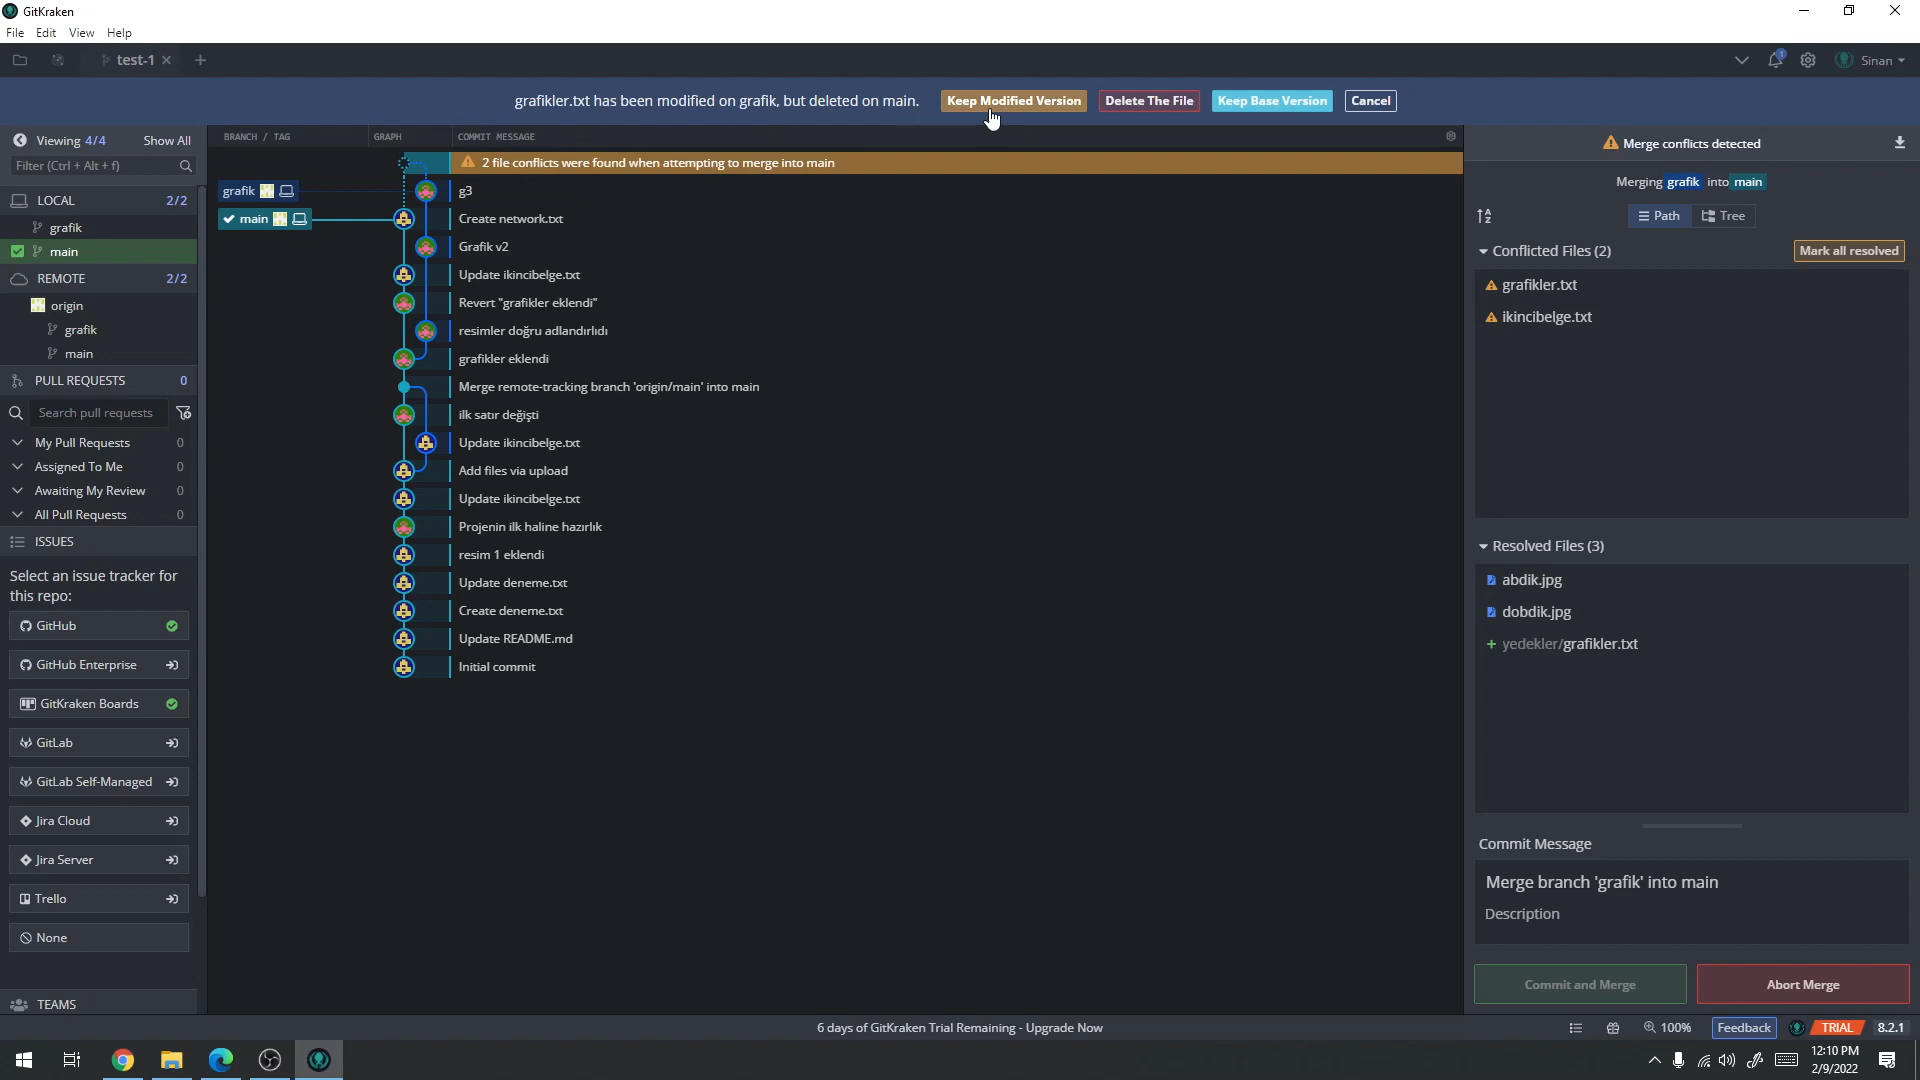 GitKraken
File Edit View Help
test-1
Sinan
grafikler.txt has been modified on grafik, but deleted on main. Keep Modified Version Delete The File Keep Base Version Cancel
Viewing 4/4 Show All
Filter (Ctrl + Alt + f)
LOCAL 2/2
grafik
main
REMOTE 2/2
origin
grafik
main
PULL REQUESTS 0
Search pull requests
My Pull Requests 0
Assigned To Me 0
Awaiting My Review 0
All Pull Requests 0
ISSUES
Select an issue tracker for
this repo:
GitHub
GitHub Enterprise
GitKraken Boards
GitLab
GitLab Self-Managed
Jira Cloud
Jira Server
Trello
None
TEAMS
BRANCH / TAG GRAPH COMMIT MESSAGE
2 file conflicts were found when attempting to merge into main
grafik g3
main Create network.txt
Grafik v2
Update ikincibelge.txt
Revert "grafikler eklendi"
resimler doğru adlandırlıdı
grafikler eklendi
Merge remote-tracking branch 'origin/main' into main
ilk satır değişti
Update ikincibelge.txt
Add files via upload
Update ikincibelge.txt
Projenin ilk haline hazırlık
resim 1 eklendi
Update deneme.txt
Create deneme.txt
Update README.md
Initial commit
Merge conflicts detected
Merging grafik into main
Path Tree
Conflicted Files (2) Mark all resolved
grafikler.txt
ikincibelge.txt
Resolved Files (3)
abdik.jpg
dobdik.jpg
yedekler/grafikler.txt
Commit Message
Merge branch 'grafik' into main
Description
Commit and Merge Abort Merge
6 days of GitKraken Trial Remaining - Upgrade Now
100% Feedback TRIAL 8.2.1
12:10 PM
2/9/2022